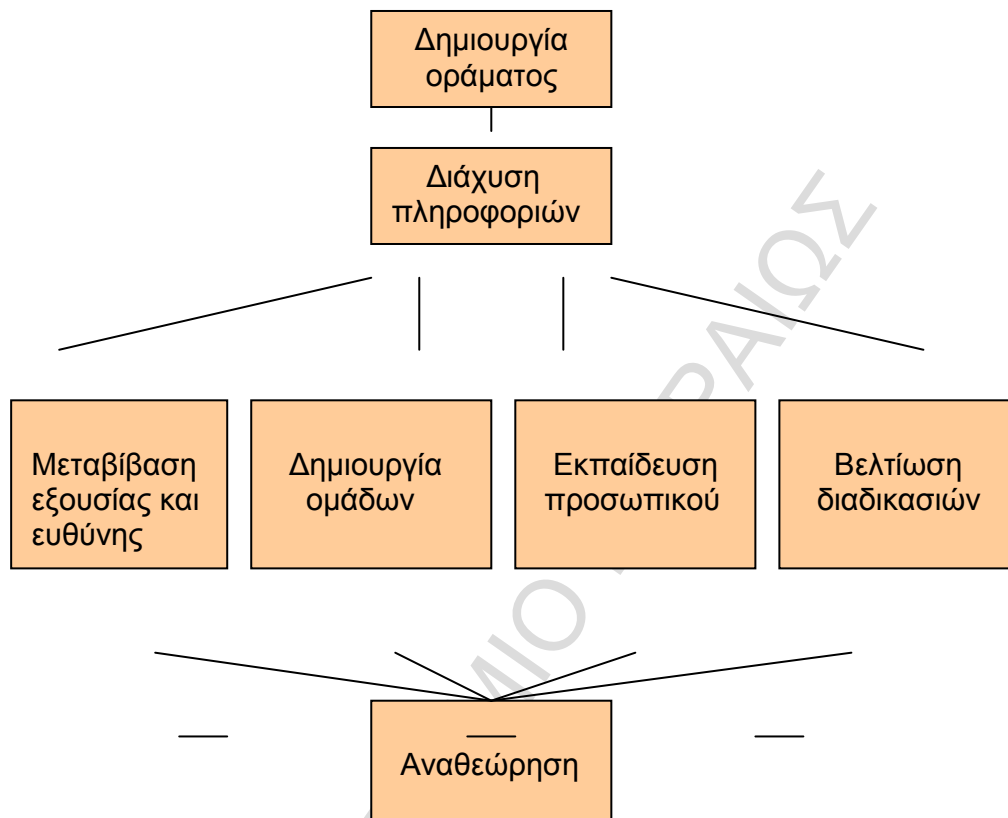 Δημιουργία
οράματος
Διάχυση
πληροφοριών
Μεταβίβαση
εξουσίας και
ευθύνης
Δημιουργία
ομάδων
Εκπαίδευση
προσωπικού
Βελτίωση
διαδικασιών
Αναθεώρηση